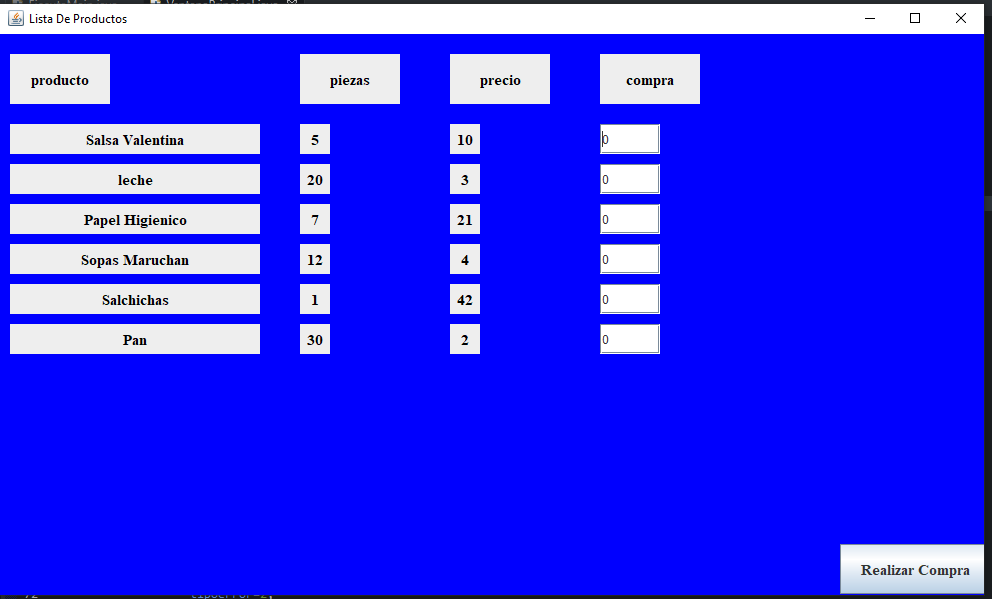 Lista De Productos
producto piezas precio compra
Salsa Valentina 5 10 0
leche 20 3 0
Papel Higienico 7 21 0
Sopas Maruchan 12 4 0
Salchichas 1 42 0
Pan 30 2 0
Realizar Compra